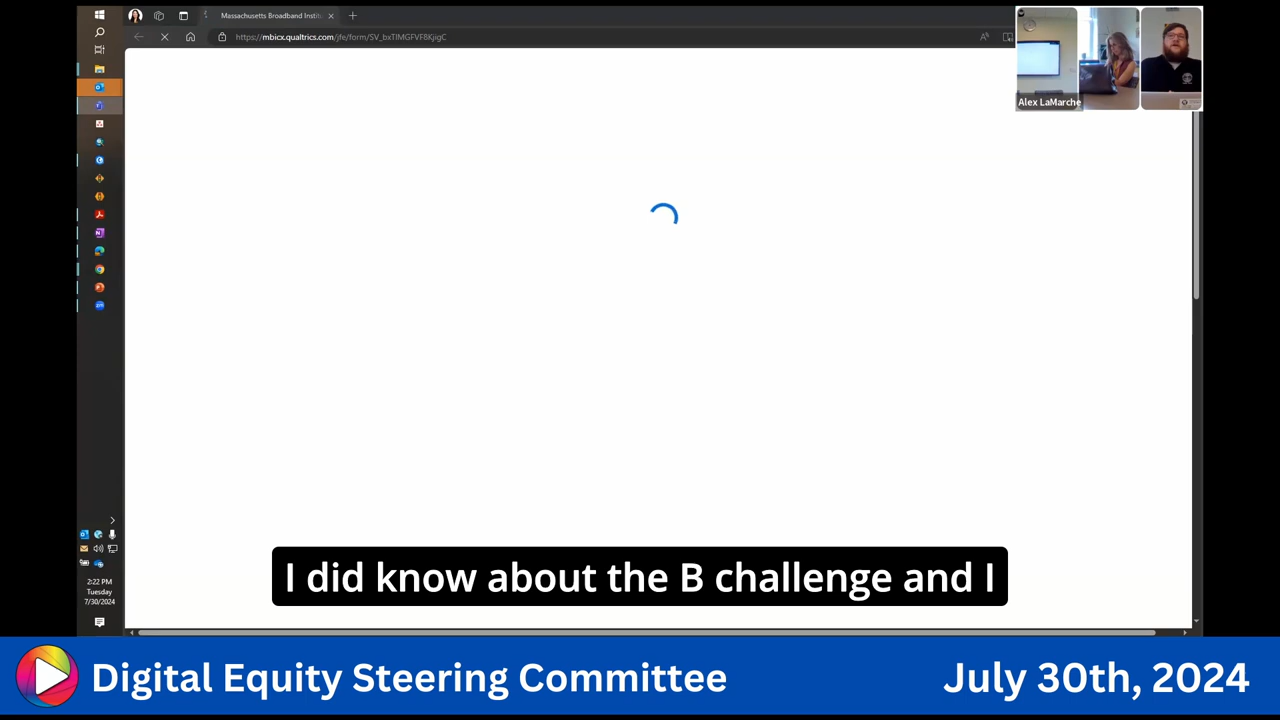 Massachusetts Broadband Instit
https://mbicx.qualtrics.com/jfe/form/SV_bxTlMGFVF8KjigC
Alex LaMarche
2:22 PM
Tuesday
7/30/2024
I did know about the B challenge and I
Digital Equity Steering Committee
July 30th, 2024